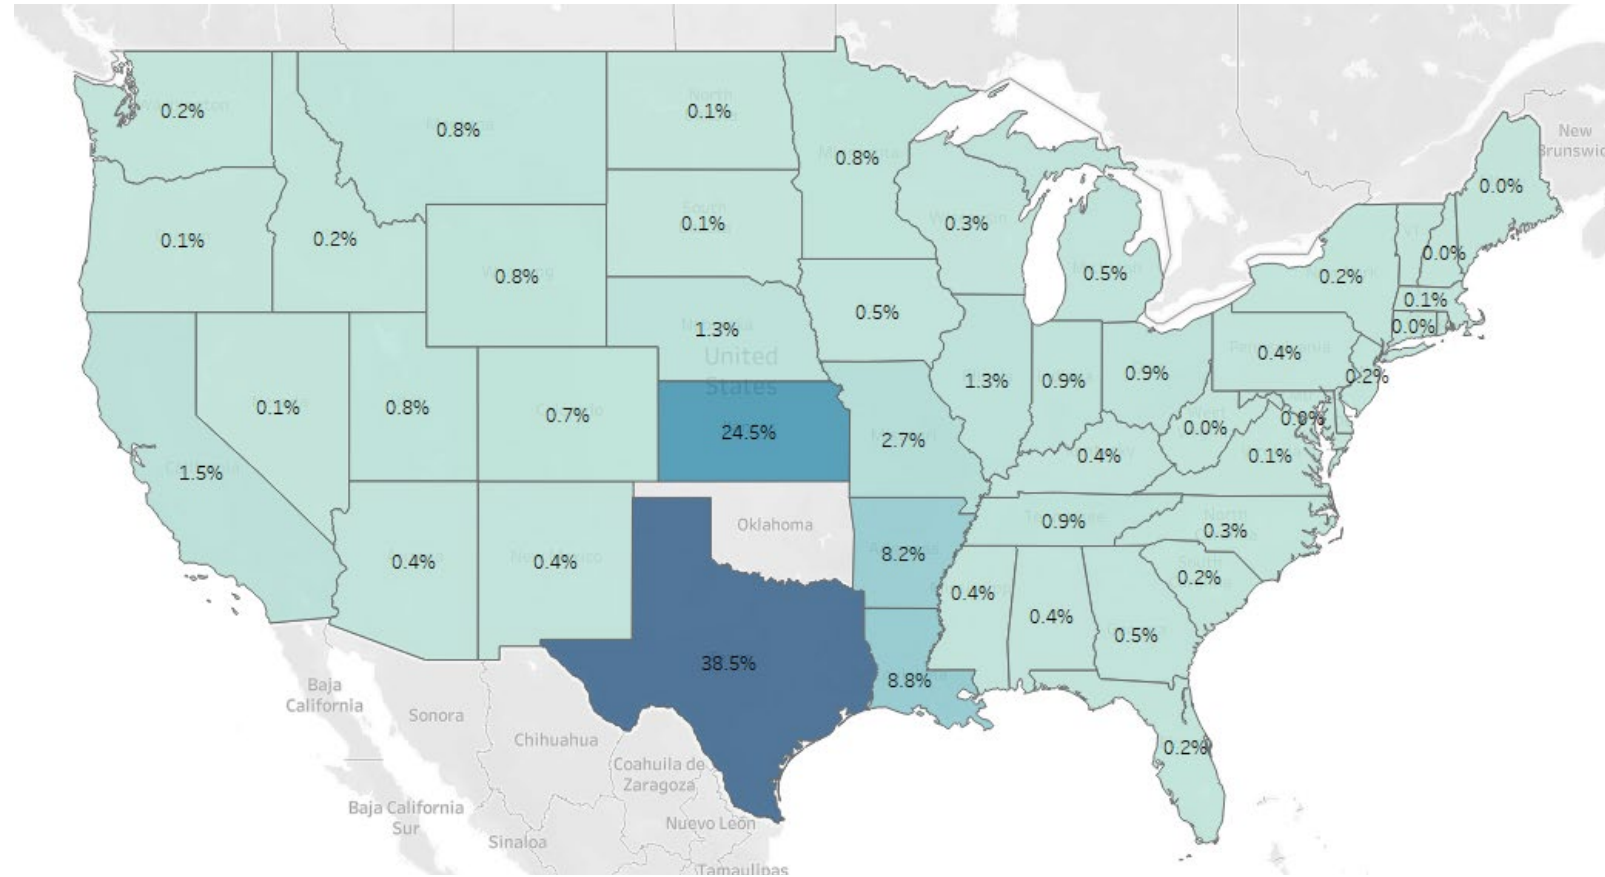 New
Brunswic
0.2%
0.8%
0.1%
0.8%
0.0%
0.1%
0.2%
0.8%
0.1%
0.3%
0.5%
0.2%
0.0%
0.1%
0.0%
1.3%
0.5%
United
States
1.3%
0.9%
0.9%
0.4%
0.2%
0.1%
0.8%
0.7%
24.5%
2.7%
0.4%
0.0%
0.0%
0.1%
1.5%
0.4%
0.4%
Oklahoma
8.2%
0.9%
0.3%
0.4%
0.4%
0.5%
0.2%
38.5%
8.8%
0.2%
Baja
California
Sonora
Chihuahua
Coahuila de
Zaragoza
Baja California
Sur
Sinaloa
Nuevo León
Tamaulipas